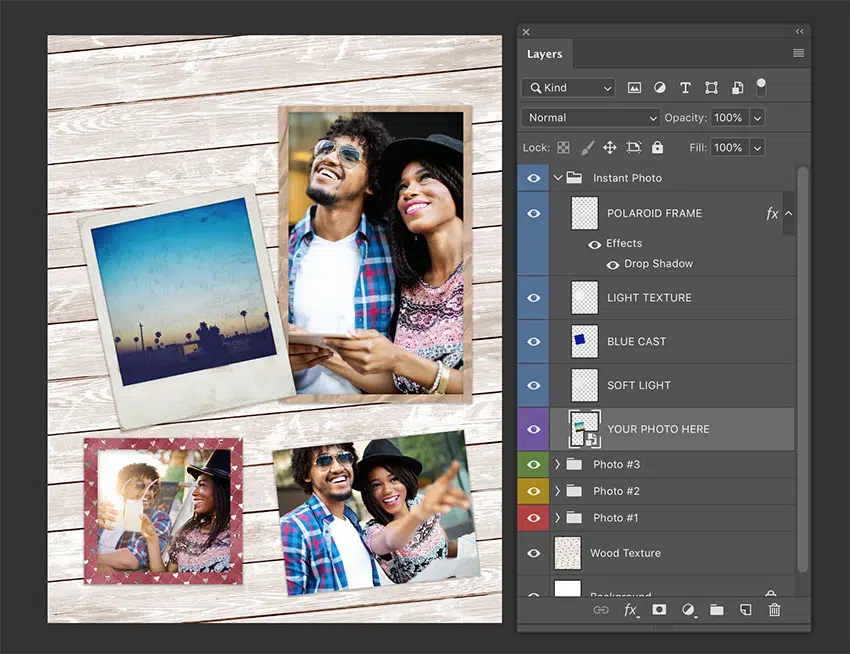 Layers
Kind
Normal Opacity: 100%
Lock: Fill: 100%
Instant Photo
POLAROID FRAME fx
Effects
Drop Shadow
LIGHT TEXTURE
BLUE CAST
SOFT LIGHT
YOUR PHOTO HERE
Photo #3
Photo #2
Photo #1
Wood Texture
Background
fx